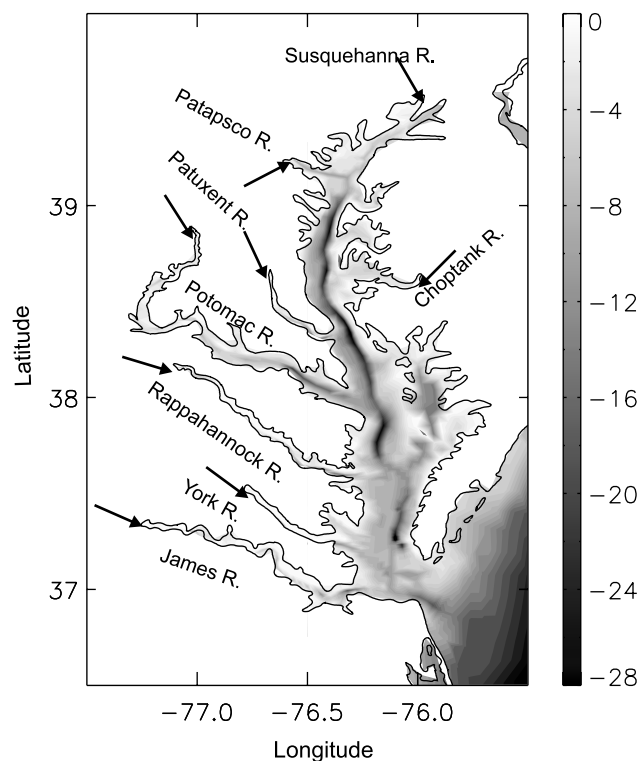 Susquehanna R.
Patapsco R.
Patuxent R.
Choptank R.
Potomac R.
Rappahannock R.
York R.
James R.
39
38
37
Latitude
−77.0
−76.5
−76.0
Longitude
0
−4
−8
−12
−16
−20
−24
−28